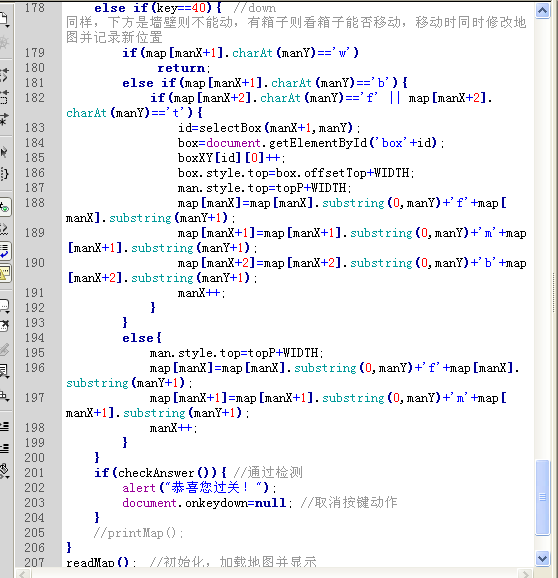 178 else if(key==40){ //down
同样，下方是墙壁则不能动，有箱子则看箱子能否移动，移动时同时修改地
图并记录新位置
179 if(map[manX+1].charAt(manY)=='w')
180 return;
181 else if(map[manX+1].charAt(manY)=='b'){
182 if(map[manX+2].charAt(manY)=='f' || map[manX+2].
charAt(manY)=='t'){
183 id=selectBox(manX+1,manY);
184 box=document.getElementById('box'+id);
185 boxXY[id][0]++;
186 box.style.top=box.offsetTop+WIDTH;
187 man.style.top=topP+WIDTH;
188 map[manX]=map[manX].substring(0,manY)+'f'+map[
manX].substring(manY+1);
189 map[manX+1]=map[manX+1].substring(0,manY)+'m'+map
[manX+1].substring(manY+1);
190 map[manX+2]=map[manX+2].substring(0,manY)+'b'+map
[manX+2].substring(manY+1);
191 manX++;
192 }
193 }
194 else{
195 man.style.top=topP+WIDTH;
196 map[manX]=map[manX].substring(0,manY)+'f'+map[manX].
substring(manY+1);
197 map[manX+1]=map[manX+1].substring(0,manY)+'m'+map[
manX+1].substring(manY+1);
198 manX++;
199 }
200 }
201 if(checkAnswer()){ //通过检测
202 alert("恭喜您过关！");
203 document.onkeydown=null; //取消按键动作
204 }
205 //printMap();
206 }
207 readMap(); //初始化，加载地图并显示